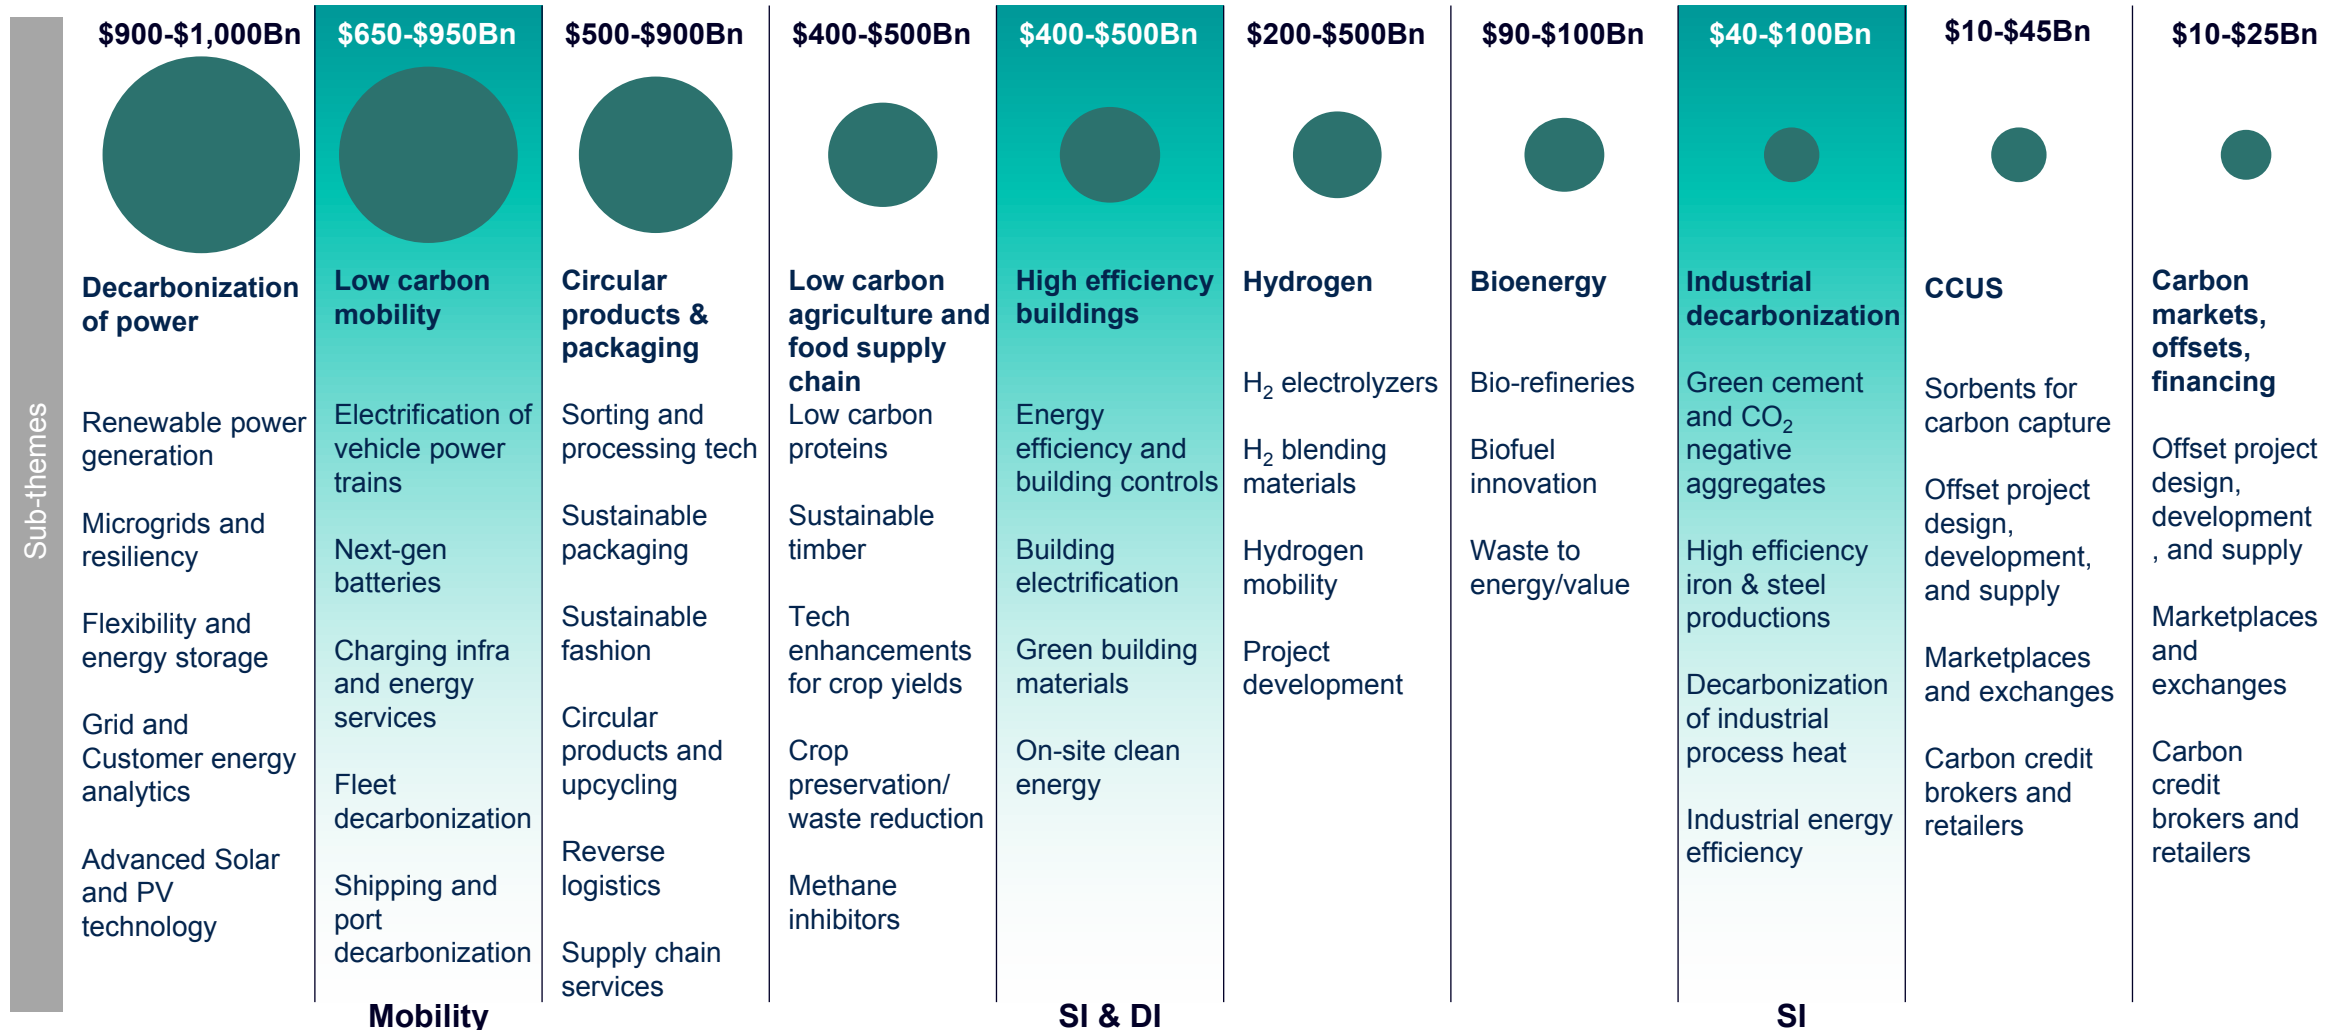 $900-$1,000Bn
$650-$950Bn
$500-$900Bn
$400-$500Bn
$400-$500Bn
$200-$500Bn
$90-$100Bn
$40-$100Bn
$10-$45Bn
$10-$25Bn
Sub-themes
Decarbonization
of power
Renewable power
generation
Microgrids and
resiliency
Flexibility and
energy storage
Grid and
Customer energy
analytics
Advanced Solar
and PV
technology
Low carbon
mobility
Electrification of
vehicle power
trains
Next-gen
batteries
Charging infra
and energy
services
Fleet
decarbonization
Shipping and
port
decarbonization
Mobility
Circular
products &
packaging
Sorting and
processing tech
Sustainable
packaging
Sustainable
fashion
Circular
products and
upcycling
Reverse
logistics
Supply chain
services
Low carbon
agriculture and
food supply
chain
Low carbon
proteins
Sustainable
timber
Tech
enhancements
for crop yields
Crop
preservation/
waste reduction
Methane
inhibitors
High efficiency
buildings
Energy
efficiency and
building controls
Building
electrification
Green building
materials
On-site clean
energy
SI & DI
Hydrogen
H₂ electrolyzers
H₂ blending
materials
Hydrogen
mobility
Project
development
Bioenergy
Bio-refineries
Biofuel
innovation
Waste to
energy/value
Industrial
decarbonization
Green cement
and CO₂
negative
aggregates
High efficiency
iron & steel
productions
Decarbonization
of industrial
process heat
Industrial energy
efficiency
SI
CCUS
Sorbents for
carbon capture
Offset project
design,
development,
and supply
Marketplaces
and exchanges
Carbon credit
brokers and
retailers
Carbon
markets,
offsets,
financing
Offset project
design,
development
, and supply
Marketplaces
and
exchanges
Carbon
credit
brokers and
retailers